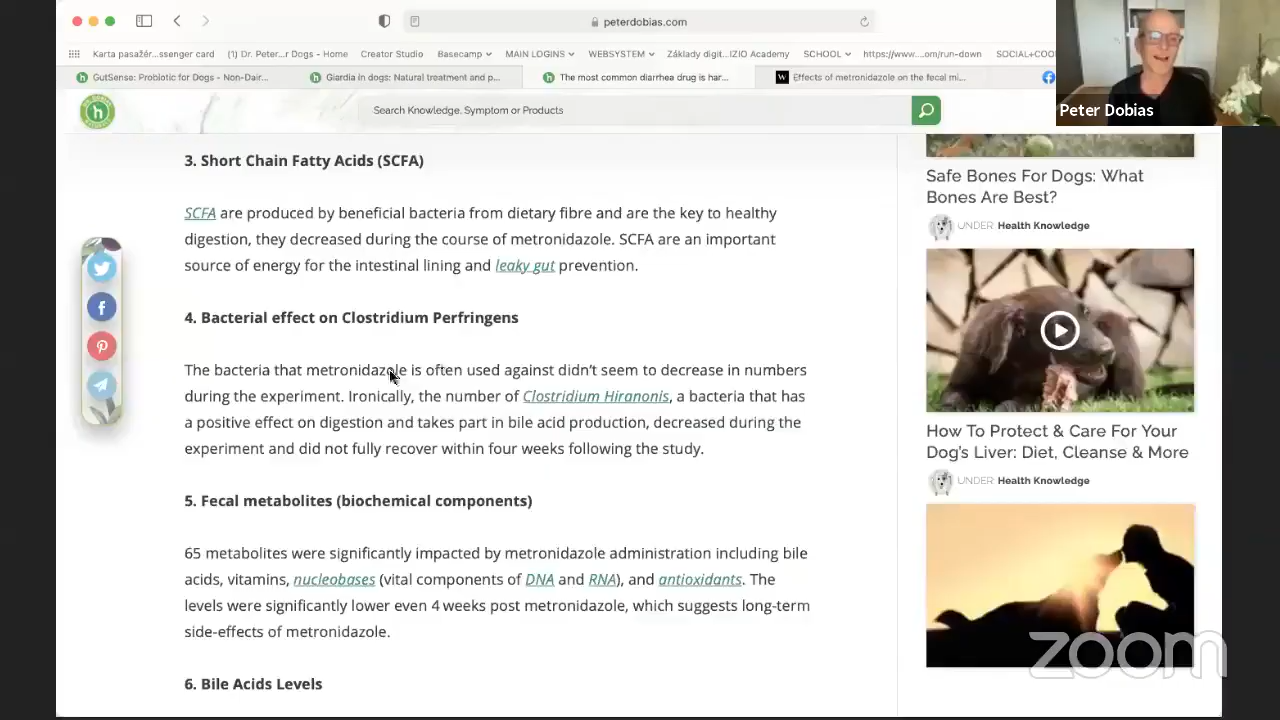 peterdobias.com
Karta pasažér...ssenger card
(1) Dr. Peter...r Dogs - Home
Creator Studio
Basecamp
MAIN LOGINS
WEBSYSTEM
Základy digit...IZIO Academy
SCHOOL
https://www....om/run-down
SOCIAL+COO
GutSense: Probiotic for Dogs - Non-Dair...
Giardia in dogs: Natural treatment and p...
The most common diarrhea drug is har...
W
Effects of metronidazole on the fecal mi...
Peter Dobias
h
Search Knowledge, Symptom or Products
3. Short Chain Fatty Acids (SCFA)
SCFA are produced by beneficial bacteria from dietary fibre and are the key to healthy
digestion, they decreased during the course of metronidazole. SCFA are an important
source of energy for the intestinal lining and leaky gut prevention.
4. Bacterial effect on Clostridium Perfringens
The bacteria that metronidazole is often used against didn't seem to decrease in numbers
during the experiment. Ironically, the number of Clostridium Hiranonis, a bacteria that has
a positive effect on digestion and takes part in bile acid production, decreased during the
experiment and did not fully recover within four weeks following the study.
5. Fecal metabolites (biochemical components)
65 metabolites were significantly impacted by metronidazole administration including bile
acids, vitamins, nucleobases (vital components of DNA and RNA), and antioxidants. The
levels were significantly lower even 4 weeks post metronidazole, which suggests long-term
side-effects of metronidazole.
6. Bile Acids Levels
Safe Bones For Dogs: What
Bones Are Best?
UNDER Health Knowledge
How To Protect & Care For Your
Dog's Liver: Diet, Cleanse & More
UNDER Health Knowledge
zoom